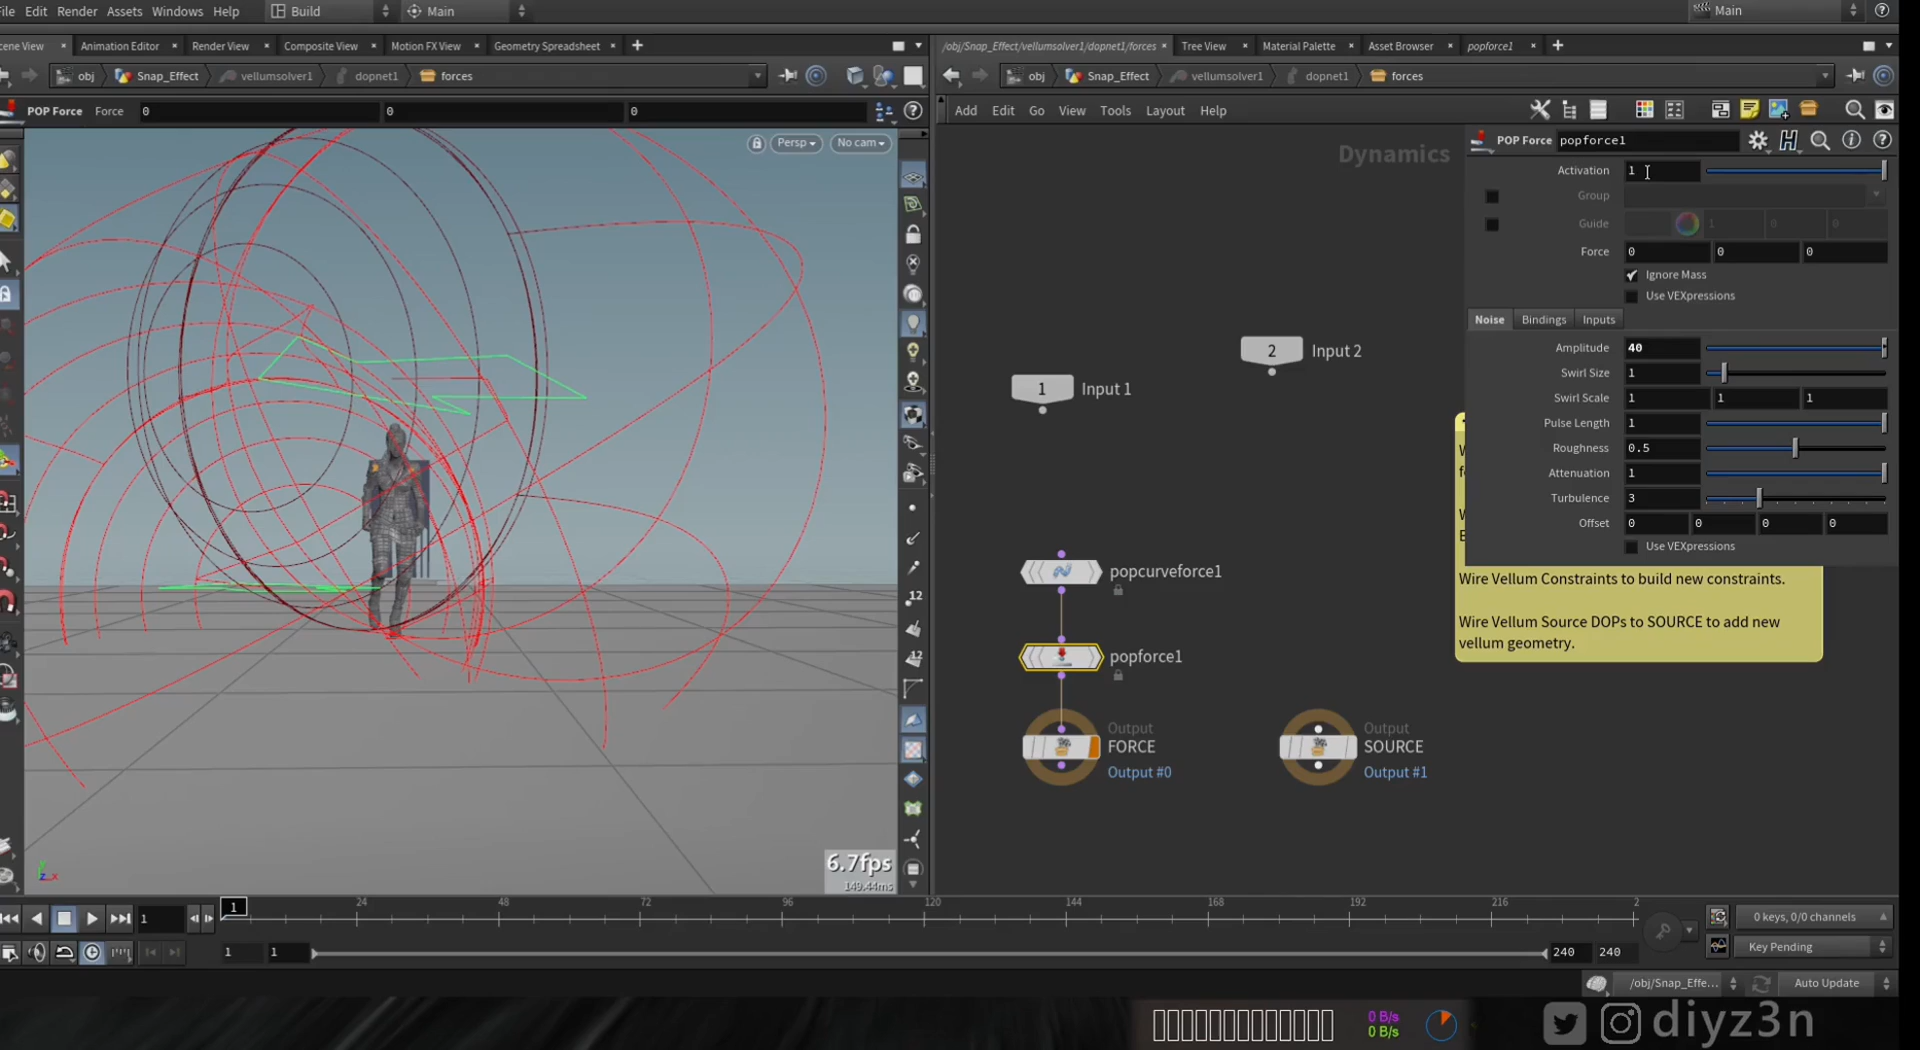 File Edit Render Assets Windows Help Build Main Main
Scene View Animation Editor Render View Composite View Motion FX View Geometry Spreadsheet
obj Snap_Effect vellumsolver1 dopnet1 forces
POP Force Force 0 0 0
Persp No cam
12
12
6.7fps
149.44ms
/obj/Snap_Effect/vellumsolver1/dopnet1/forces Tree View Material Palette Asset Browser popforce1
obj Snap_Effect vellumsolver1 dopnet1 forces
Add Edit Go View Tools Layout Help
Dynamics
1 Input 1
2 Input 2
popcurveforce1
popforce1
Output
FORCE
Output #0
Output
SOURCE
Output #1
POP Force popforce1
Activation 1
Group
Guide 1 0 0
Force 0 0 0
Ignore Mass
Use VEXpressions
Noise Bindings Inputs
Amplitude 40
Swirl Size 1
Swirl Scale 1 1 1
Pulse Length 1
Roughness 0.5
Attenuation 1
Turbulence 3
Offset 0 0 0 0
Use VEXpressions
Wire Vellum Constraints to build new constraints.
Wire Vellum Source DOPs to SOURCE to add new
vellum geometry.
1 1 24 48 72 96 120 144 168 192 216 2
0 keys, 0/0 channels
1 1 240 240
Key Pending
/obj/Snap_Effe... Auto Update
0 B/s
0 B/s
diyz3n